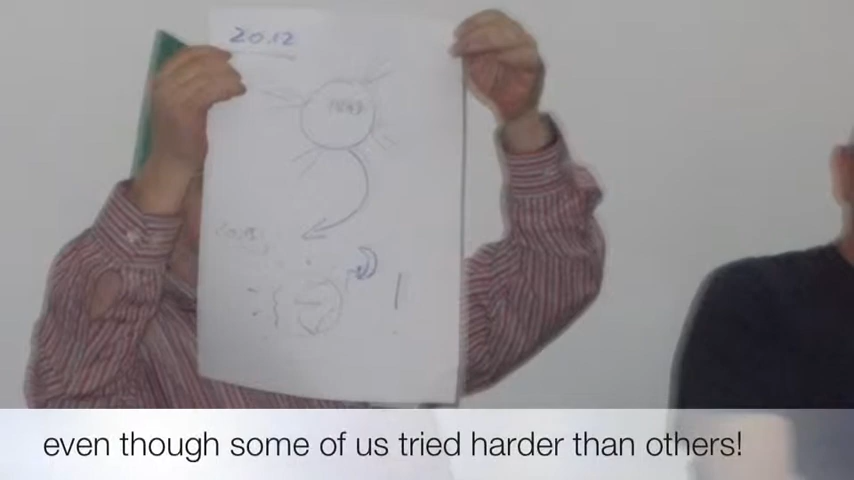 20.12
even though some of us tried harder than others!